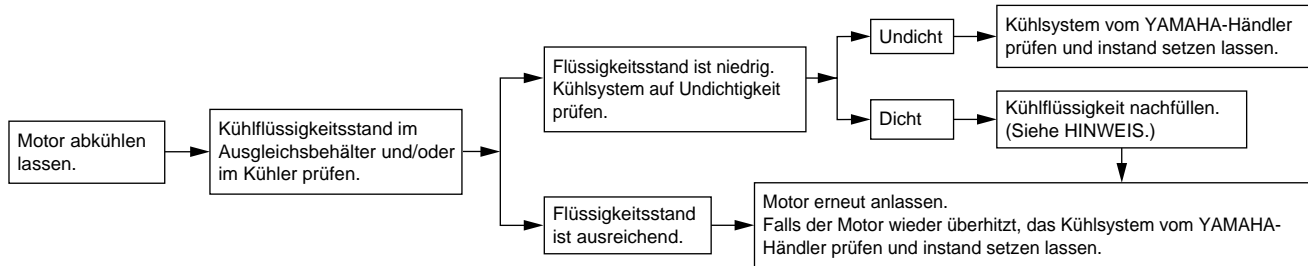 Motor abkühlen
lassen.
Kühlflüssigkeitsstand im
Ausgleichsbehälter und/oder
im Kühler prüfen.
Flüssigkeitsstand ist niedrig.
Kühlsystem auf Undichtigkeit
prüfen.
Undicht
Kühlsystem vom YAMAHA-Händler
prüfen und instand setzen lassen.
Dicht
Kühlflüssigkeit nachfüllen.
(Siehe HINWEIS.)
Flüssigkeitsstand
ist ausreichend.
Motor erneut anlassen.
Falls der Motor wieder überhitzt, das Kühlsystem vom YAMAHA-
Händler prüfen und instand setzen lassen.